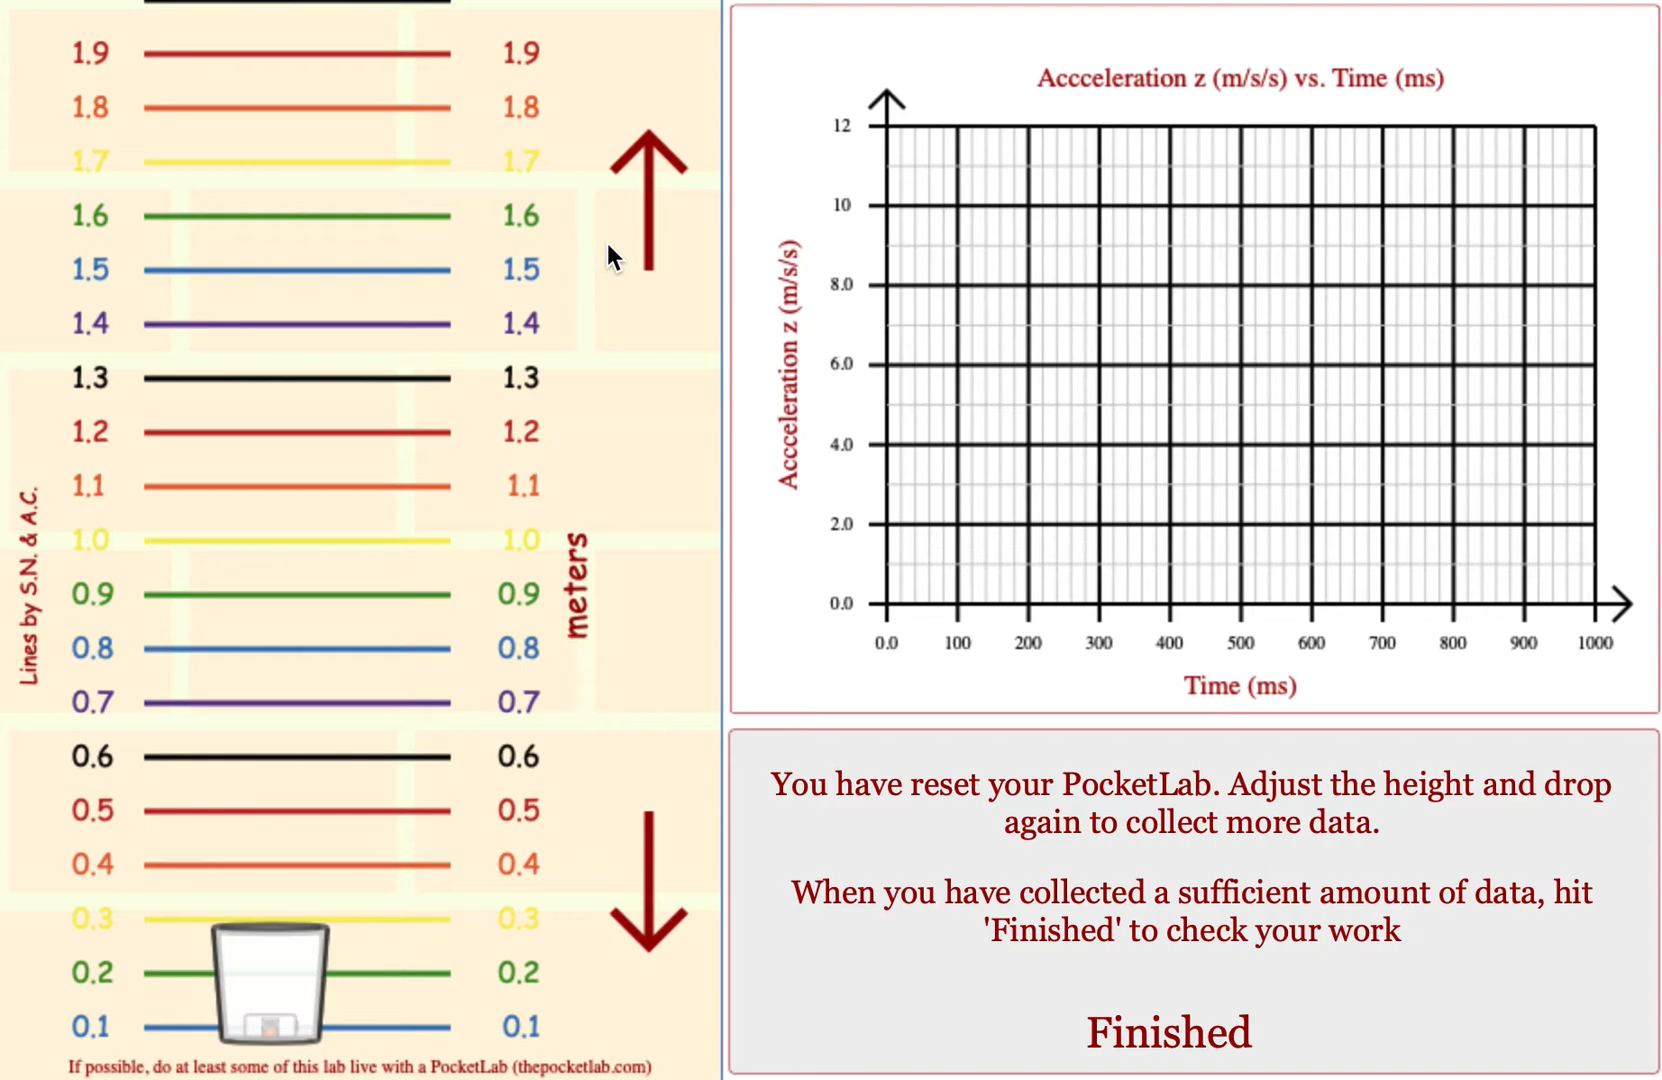 1.9 1.9
1.8 1.8
1.7 1.7
1.6 1.6
1.5 1.5
1.4 1.4
1.3 1.3
1.2 1.2
1.1 1.1
1.0 1.0
0.9 0.9
0.8 0.8
0.7 0.7
0.6 0.6
0.5 0.5
0.4 0.4
0.3 0.3
0.2 0.2
0.1 0.1
Lines by S.N. & A.C.
meters
If possible, do at least some of this lab live with a PocketLab (thepocketlab.com)
Accceleration z (m/s/s) vs. Time (ms)
Accceleration z (m/s/s)
12
10
8.0
6.0
4.0
2.0
0.0
0.0 100 200 300 400 500 600 700 800 900 1000
Time (ms)
You have reset your PocketLab. Adjust the height and drop
again to collect more data.
When you have collected a sufficient amount of data, hit
'Finished' to check your work
Finished